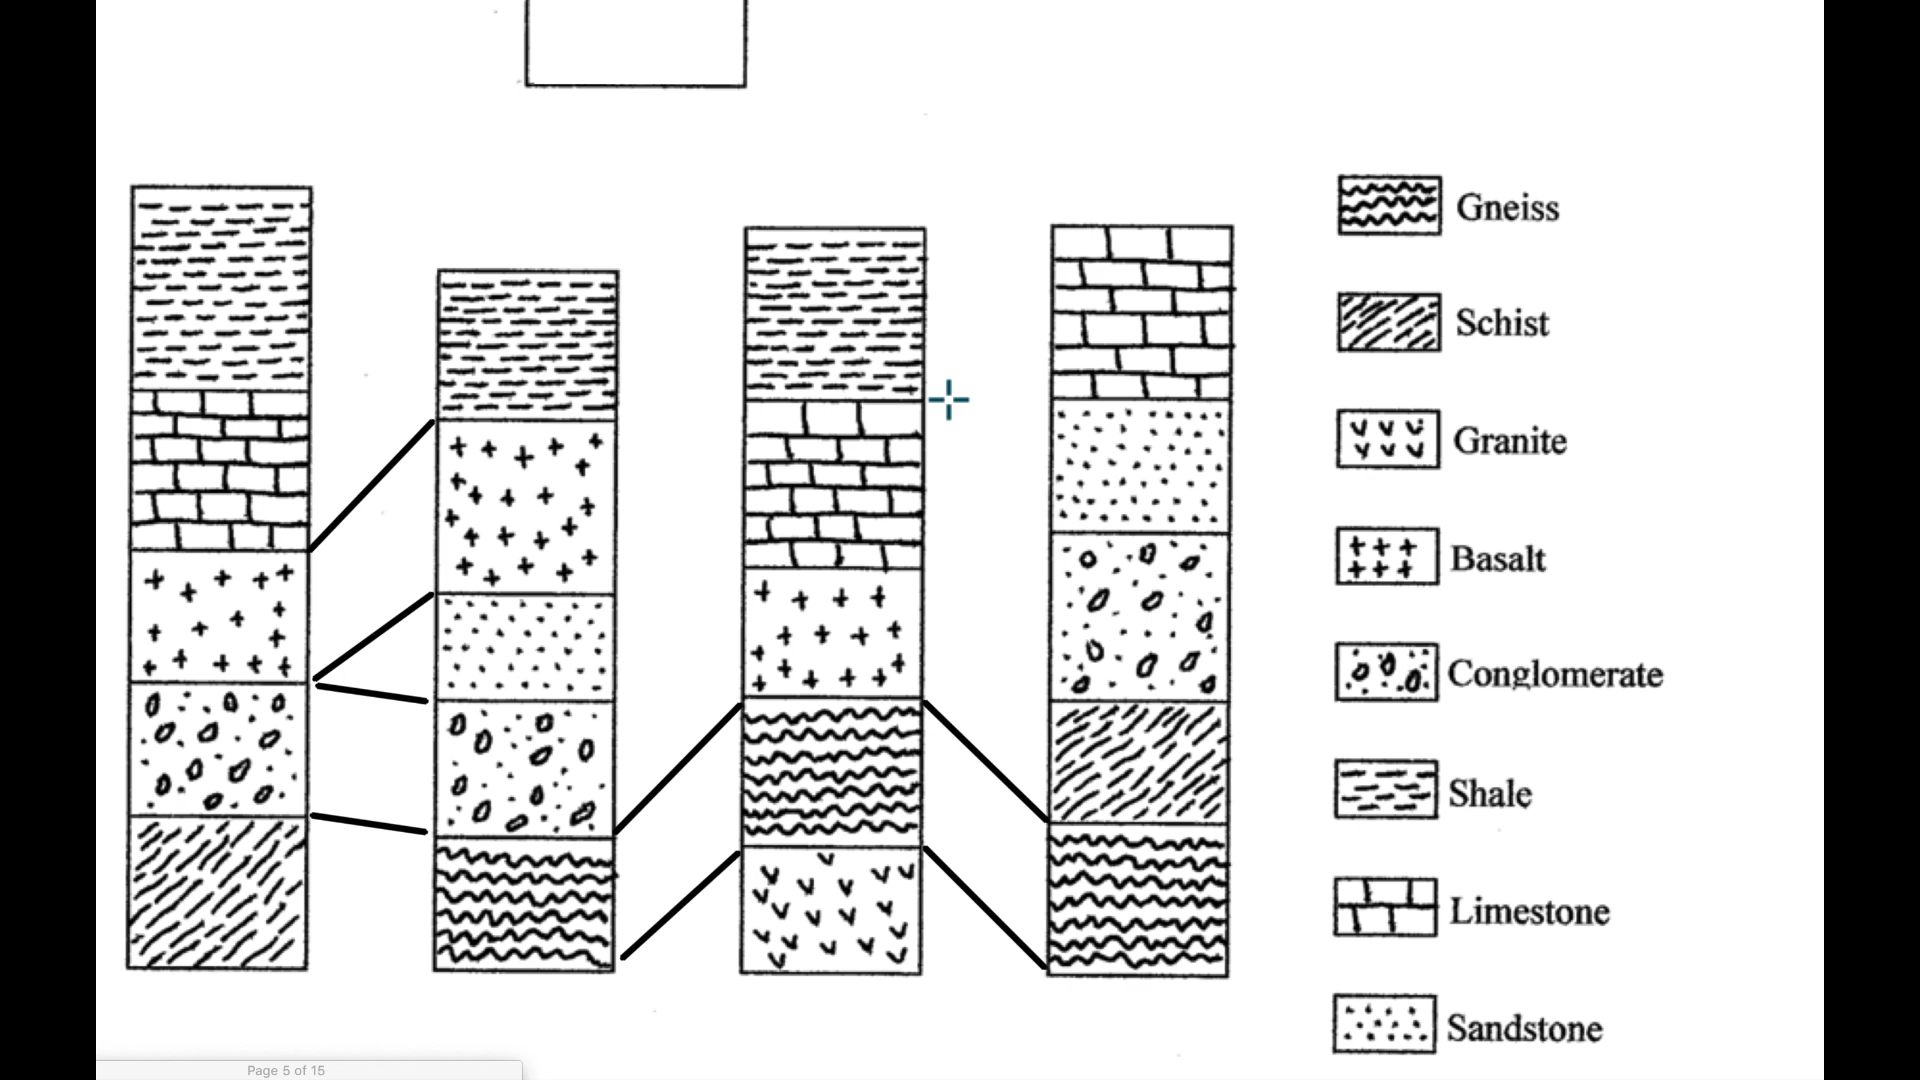 Gneiss
Schist
Granite
Basalt
Conglomerate
Shale
Limestone
Sandstone
Page 5 of 15